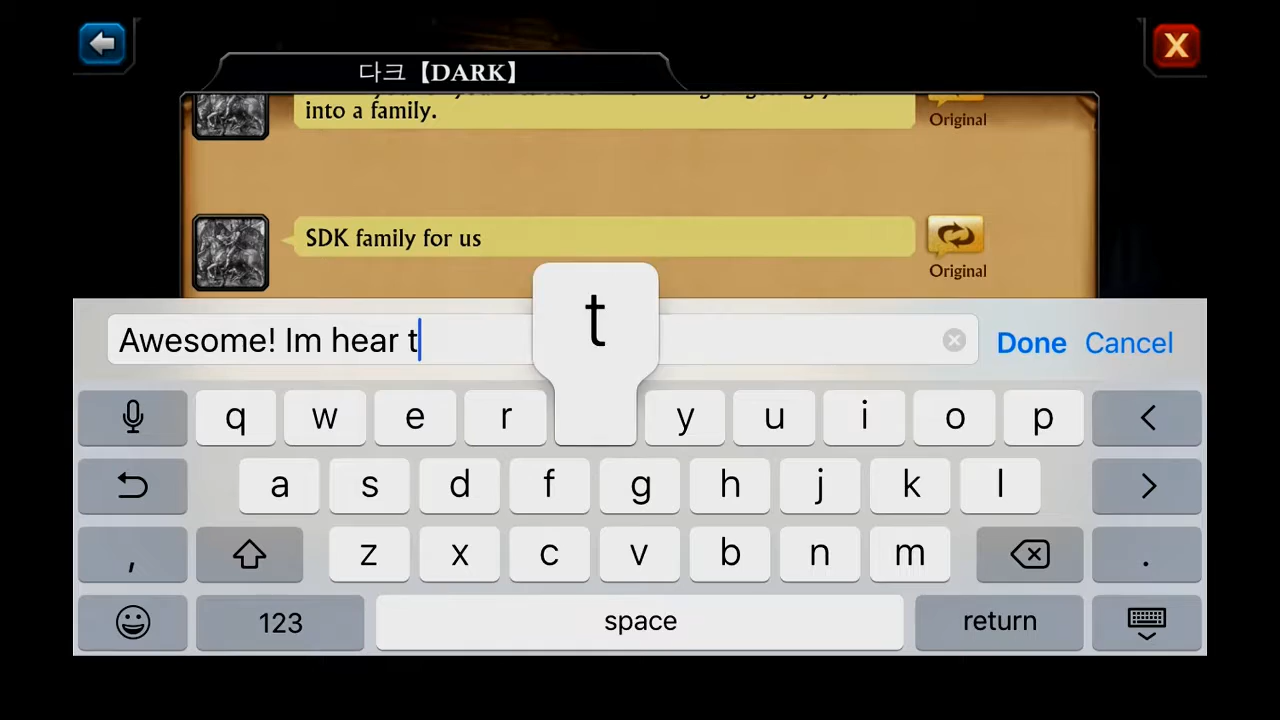 다크【DARK】
into a family.
Original
SDK family for us
Original
t
Awesome! Im hear t
Done Cancel
q w e r y u i o p <
a s d f g h j k l >
, z x c v b n m .
123 space return
X